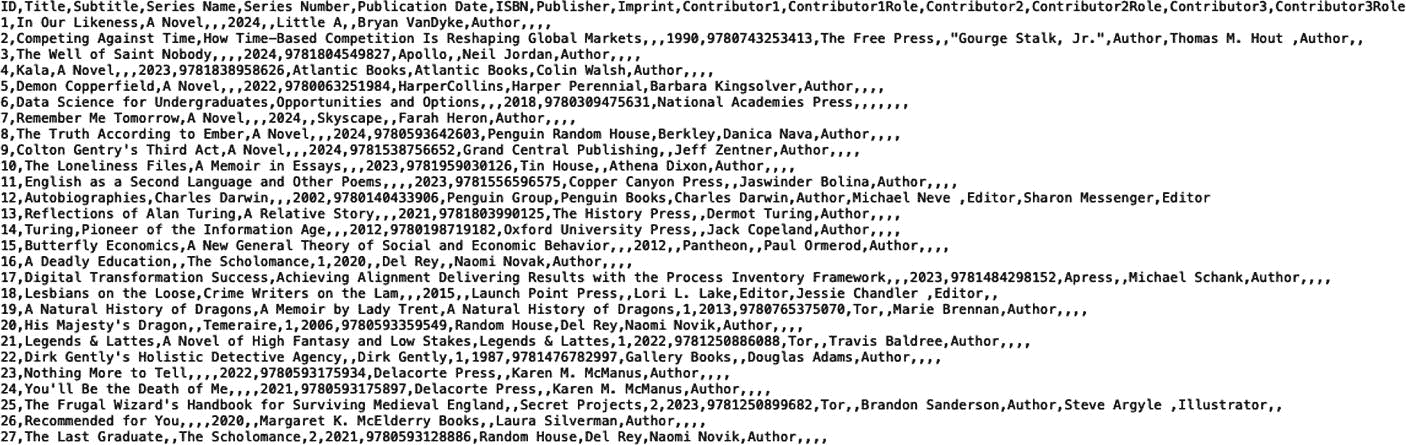 ID,Title,Subtitle,Series Name,Series Number,Publication Date,ISBN,Publisher,Imprint,Contributor1,Contributor1Role,Contributor2,Contributor2Role,Contributor3,Contributor3Role
1,In Our Likeness,A Novel,,,2024,,Little A,,Bryan VanDyke,Author,,,,
2,Competing Against Time,How Time-Based Competition Is Reshaping Global Markets,,,1990,9780743253413,The Free Press,,"Gourge Stalk, Jr.",Author,Thomas M. Hout ,Author,,
3,The Well of Saint Nobody,,,,2024,9781804549827,Apollo,,Neil Jordan,Author,,,,
4,Kala,A Novel,,,2023,9781838958626,Atlantic Books,Atlantic Books,Colin Walsh,Author,,,,
5,Demon Copperfield,A Novel,,,2022,9780063251984,HarperCollins,Harper Perennial,Barbara Kingsolver,Author,,,,
6,Data Science for Undergraduates,Opportunities and Options,,,2018,9780309475631,National Academies Press,,,,,,,
7,Remember Me Tomorrow,A Novel,,,2024,,Skyscape,,Farah Heron,Author,,,,
8,The Truth According to Ember,A Novel,,,2024,9780593642603,Penguin Random House,Berkley,Danica Nava,Author,,,,
9,Colton Gentry's Third Act,A Novel,,,2024,9781538756652,Grand Central Publishing,,Jeff Zentner,Author,,,,
10,The Loneliness Files,A Memoir in Essays,,,2023,9781959030126,Tin House,,Athena Dixon,Author,,,,
11,English as a Second Language and Other Poems,,,,2023,9781556596575,Copper Canyon Press,,Jaswinder Bolina,Author,,,,
12,Autobiographies,Charles Darwin,,,2002,9780140433906,Penguin Group,Penguin Books,Charles Darwin,Author,Michael Neve ,Editor,Sharon Messenger,Editor
13,Reflections of Alan Turing,A Relative Story,,,2021,9781803990125,The History Press,,Dermot Turing,Author,,,,
14,Turing,Pioneer of the Information Age,,,2012,9780198719182,Oxford University Press,,Jack Copeland,Author,,,,
15,Butterfly Economics,A New General Theory of Social and Economic Behavior,,,2012,,Pantheon,,Paul Ormerod,Author,,,,
16,A Deadly Education,,The Scholomance,1,2020,,Del Rey,,Naomi Novak,Author,,,,
17,Digital Transformation Success,Achieving Alignment Delivering Results with the Process Inventory Framework,,,2023,9781484298152,Apress,,Michael Schank,Author,,,,
18,Lesbians on the Loose,Crime Writers on the Lam,,,2015,,Launch Point Press,,Lori L. Lake,Editor,Jessie Chandler ,Editor,,
19,A Natural History of Dragons,A Memoir by Lady Trent,A Natural History of Dragons,1,2013,9780765375070,Tor,,Marie Brennan,Author,,,,
20,His Majesty's Dragon,,Temeraire,1,2006,9780593359549,Random House,Del Rey,Naomi Novik,Author,,,,
21,Legends & Lattes,A Novel of High Fantasy and Low Stakes,Legends & Lattes,1,2022,9781250886088,Tor,,Travis Baldree,Author,,,,
22,Dirk Gently's Holistic Detective Agency,,Dirk Gently,1,1987,9781476782997,Gallery Books,,Douglas Adams,Author,,,,
23,Nothing More to Tell,,,,2022,9780593175934,Delacorte Press,,Karen M. McManus,Author,,,,
24,You'll Be the Death of Me,,,,2021,9780593175897,Delacorte Press,,Karen M. McManus,Author,,,,
25,The Frugal Wizard's Handbook for Surviving Medieval England,,Secret Projects,2,2023,9781250899682,Tor,,Brandon Sanderson,Author,Steve Argyle ,Illustrator,,
26,Recommended for You,,,,2020,,Margaret K. McElderry Books,,Laura Silverman,Author,,,,
27,The Last Graduate,,The Scholomance,2,2021,9780593128886,Random House,Del Rey,Naomi Novik,Author,,,,